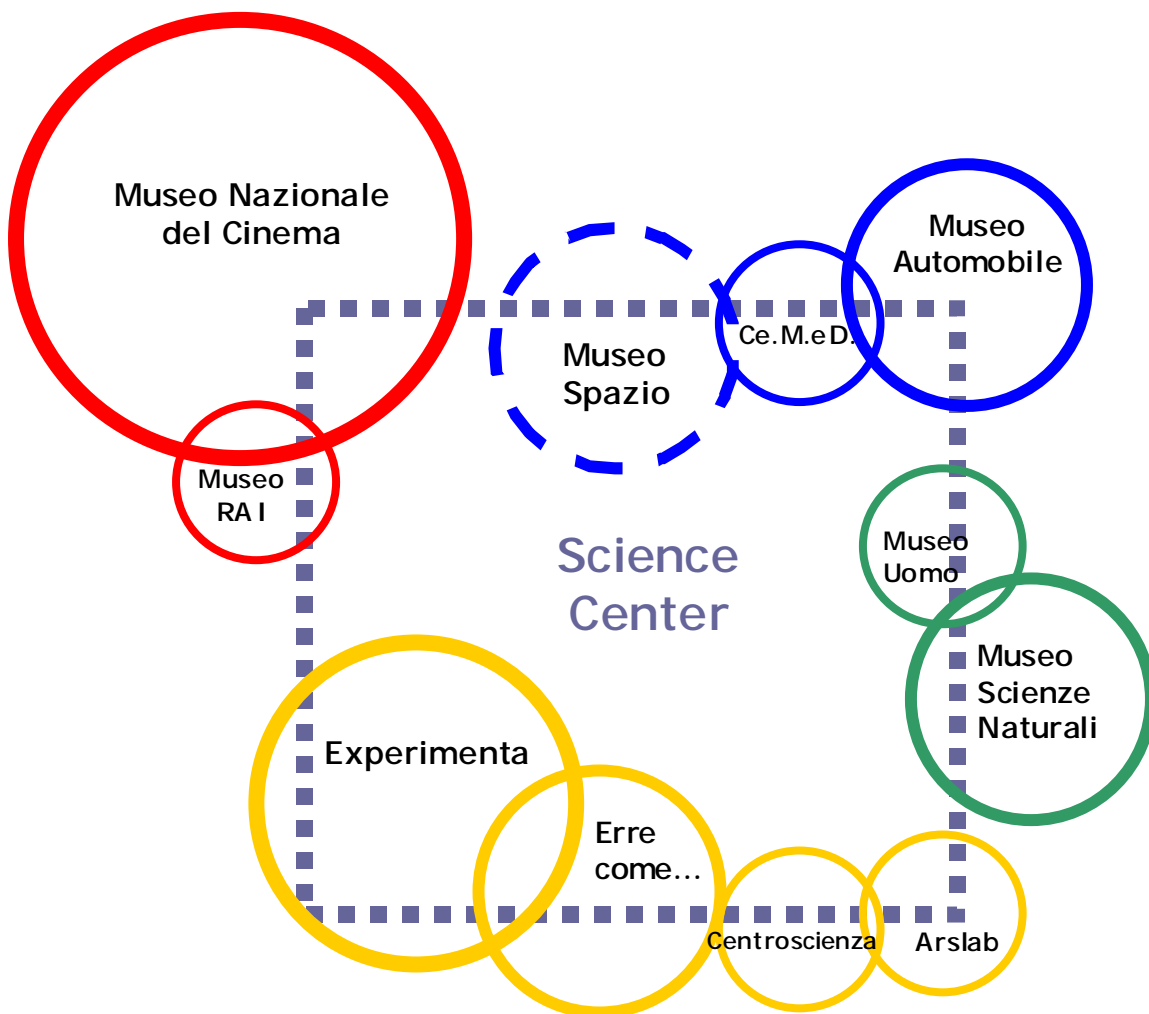 Museo Nazionale
del Cinema
Museo
Automobile
Ce.M.eD.
Museo
Spazio
Museo
RAI
Science
Center
Museo
Uomo
Museo
Scienze
Naturali
Experimenta
Erre
come...
Centroscienza
Arslab